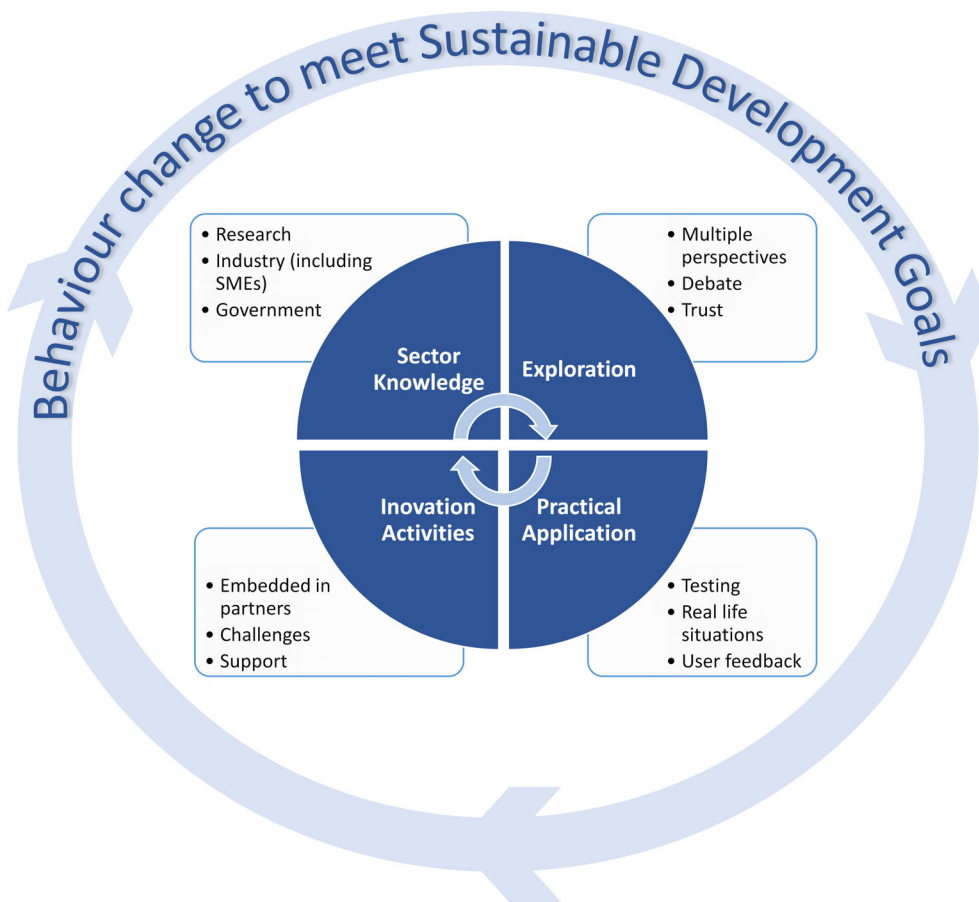 Behaviour change to meet Sustainable Development Goals
• Research
• Industry (including
SMEs)
• Government
• Multiple
perspectives
• Debate
• Trust
Sector
Knowledge
Exploration
Inovation
Activities
Practical
Application
• Embedded in
partners
• Challenges
• Support
• Testing
• Real life
situations
• User feedback